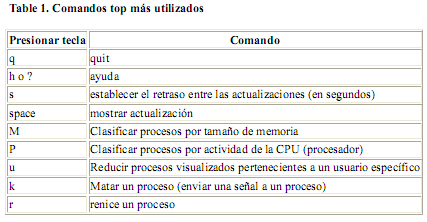 Table 1. Comandos top más utilizados
Presionar tecla Comando
q quit
h o ? ayuda
s establecer el retraso entre las actualizaciones (en segundos)
space mostrar actualización
M Clasificar procesos por tamaño de memoria
P Clasificar procesos por actividad de la CPU (procesador)
u Reducir procesos visualizados pertenecientes a un usuario específico
k Matar un proceso (enviar una señal a un proceso)
r renice un proceso